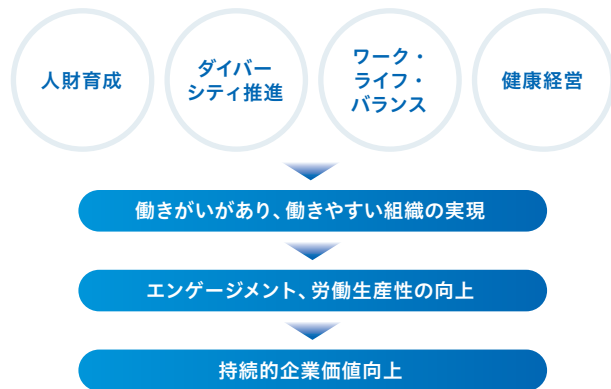 人財育成
ダイバー
シティ推進
ワーク・
ライフ・
バランス
健康経営
働きがいがあり、働きやすい組織の実現
エンゲージメント、労働生産性の向上
持続的企業価値向上